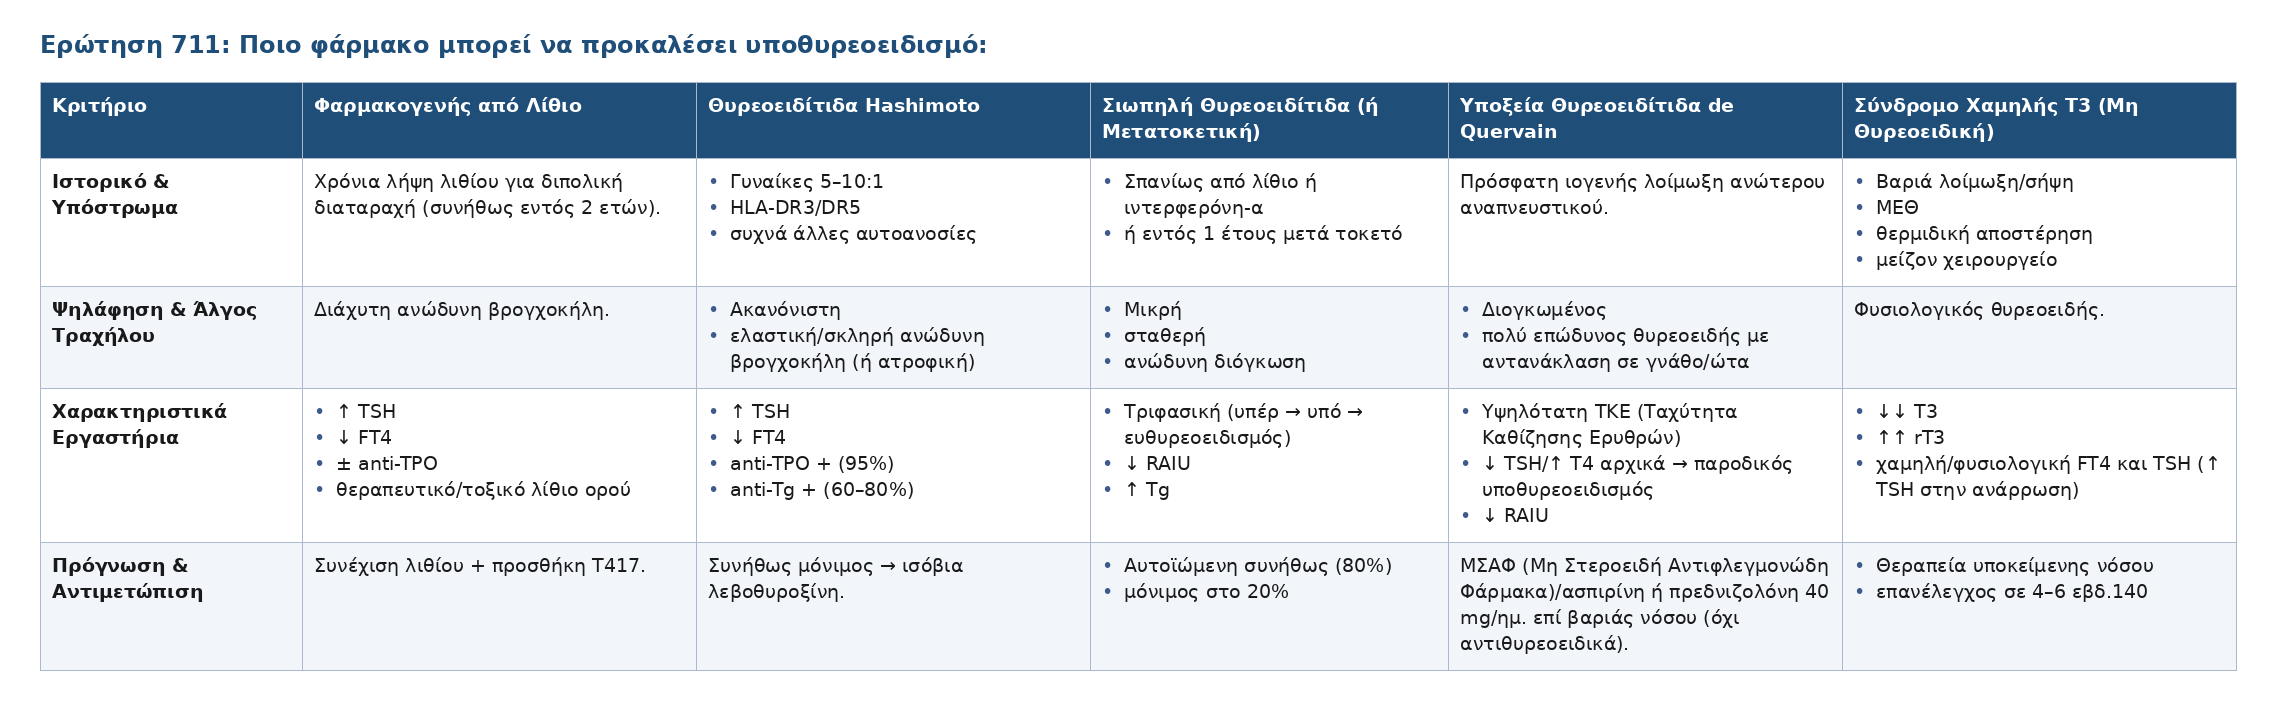 Ερώτηση 711: Ποιο φάρμακο μπορεί να προκαλέσει υποθυρεοειδισμό:
Κριτήριο
Φαρμακογενής από Λίθιο
Θυρεοειδίτιδα Hashimoto
Σιωπηλή Θυρεοειδίτιδα (ή
Μετατοκετική)
Υποξεία Θυρεοειδίτιδα de
Quervain
Σύνδρομο Χαμηλής T3 (Μη
Θυρεοειδική)
Ιστορικό &
Υπόστρωμα
Χρόνια λήψη λιθίου για διπολική
διαταραχή (συνήθως εντός 2 ετών).
• Γυναίκες 5–10:1
• HLA-DR3/DR5
• συχνά άλλες αυτοανοσίες
• Σπανίως από λίθιο ή
ιντερφερόνη-α
• ή εντός 1 έτους μετά τοκετό
Πρόσφατη ιογενής λοίμωξη ανώτερου
αναπνευστικού.
• Βαριά λοίμωξη/σήψη
• ΜΕΘ
• θερμιδική αποστέρηση
• μείζον χειρουργείο
Ψηλάφηση & Άλγος
Τραχήλου
Διάχυτη ανώδυνη βρογχοκήλη.
• Ακανόνιστη
• ελαστική/σκληρή ανώδυνη
βρογχοκήλη (ή ατροφική)
• Μικρή
• σταθερή
• ανώδυνη διόγκωση
• Διογκωμένος
• πολύ επώδυνος θυρεοειδής με
αντανάκλαση σε γνάθο/ώτα
Φυσιολογικός θυρεοειδής.
Χαρακτηριστικά
Εργαστήρια
• ↑ TSH
• ↓ FT4
• ± anti-TPO
• θεραπευτικό/τοξικό λίθιο ορού
• ↑ TSH
• ↓ FT4
• anti-TPO + (95%)
• anti-Tg + (60–80%)
• Τριφασική (υπέρ → υπό →
ευθυρεοειδισμός)
• ↓ RAIU
• ↑ Tg
• Υψηλότατη ΤΚΕ (Ταχύτητα
Καθίζησης Ερυθρών)
• ↓ TSH/↑ T4 αρχικά → παροδικός
υποθυρεοειδισμός
• ↓ RAIU
• ↓↓ T3
• ↑↑ rT3
• χαμηλή/φυσιολογική FT4 και TSH (↑
TSH στην ανάρρωση)
Πρόγνωση &
Αντιμετώπιση
Συνέχιση λιθίου + προσθήκη T417.
Συνήθως μόνιμος → ισόβια
λεβοθυροξίνη.
• Αυτοϊώμενη συνήθως (80%)
• μόνιμος στο 20%
ΜΣΑΦ (Μη Στεροειδή Αντιφλεγμονώδη
Φάρμακα)/ασπιρίνη ή πρεδνιζολόνη 40
mg/ημ. επί βαριάς νόσου (όχι
αντιθυρεοειδικά).
• Θεραπεία υποκείμενης νόσου
• επανέλεγχος σε 4–6 εβδ.140